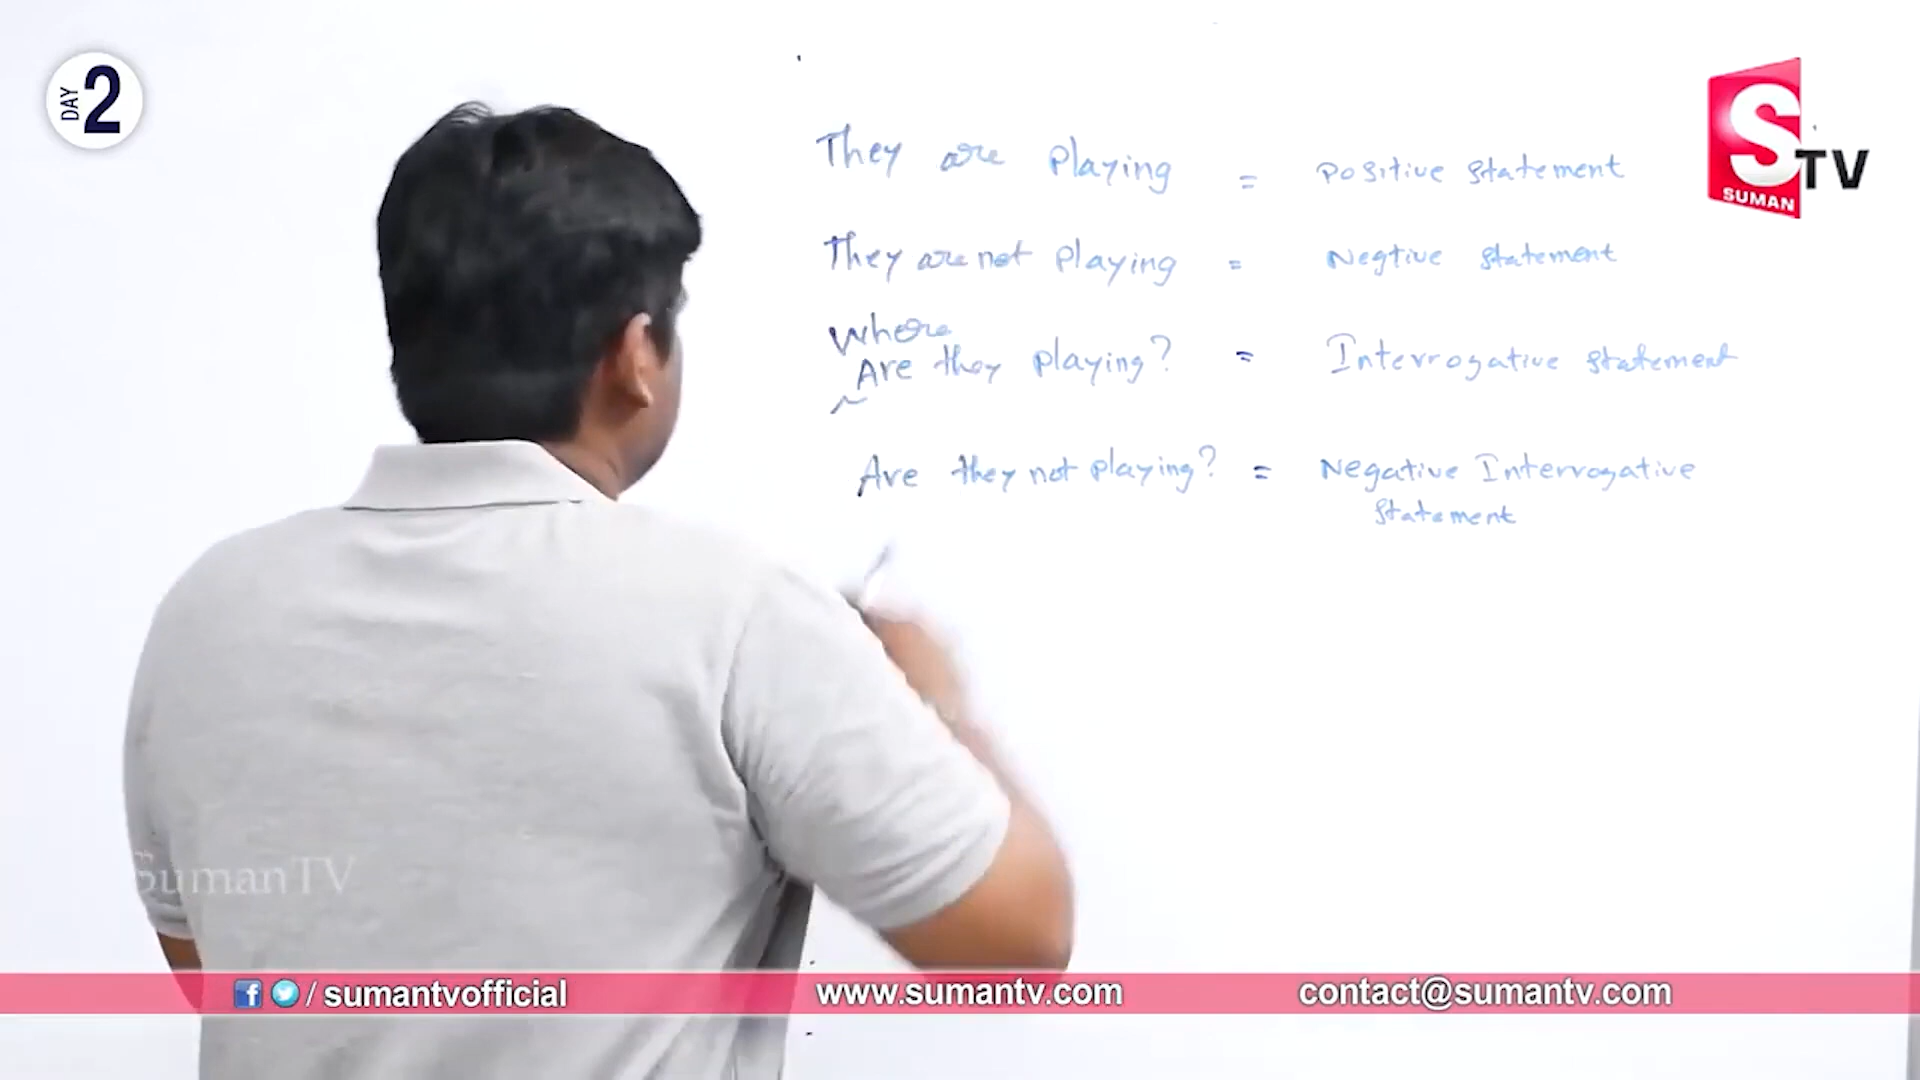 DAY 2
S TV
SUMAN
They are playing = Positive statement
They are not playing = Negtive statement
Where
Are they playing? = Interrogative statement
Are they not playing? = Negative Interrogative
statement
SumanTV
/ sumantvofficial www.sumantv.com contact@sumantv.com